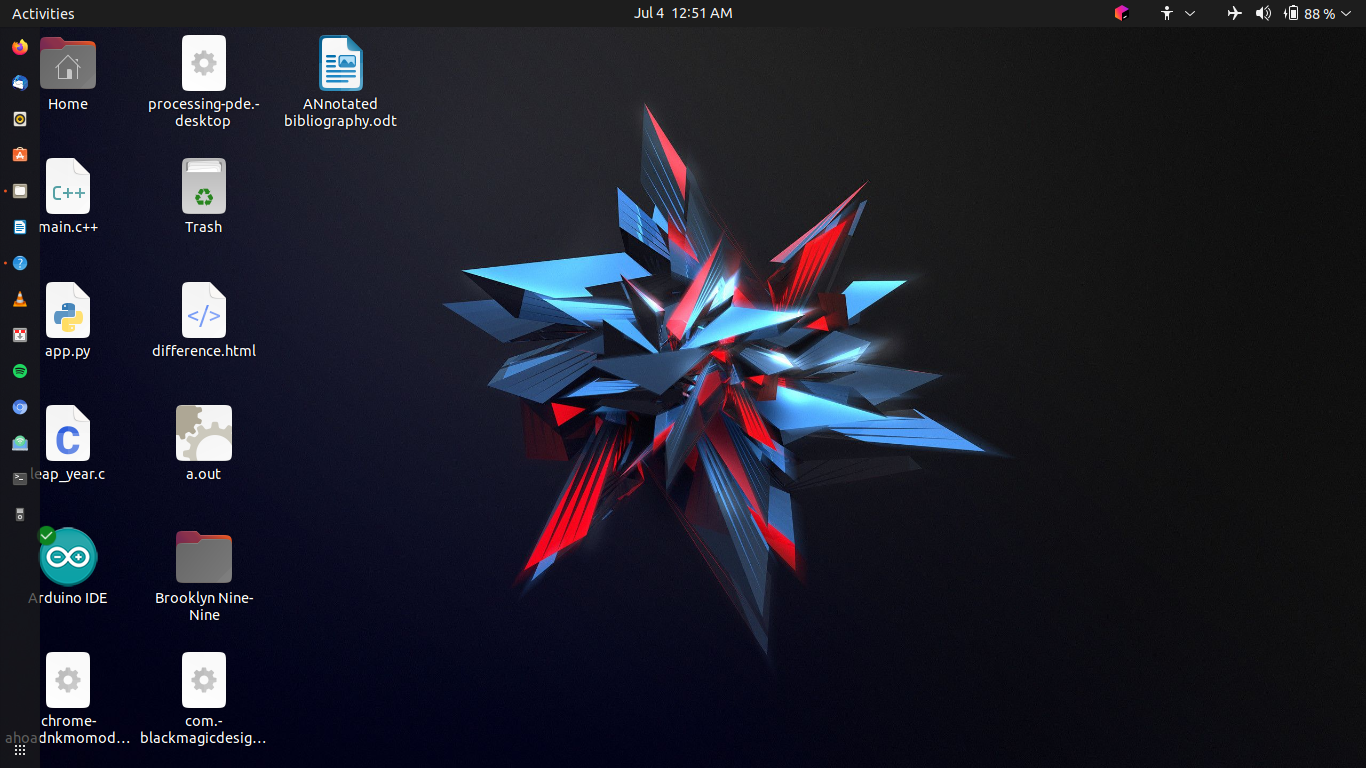 Activities
Jul 4 12:51 AM
88 %
Home
processing-pde.-
desktop
ANnotated
bibliography.odt
C++
main.c++
Trash
app.py
</>
difference.html
C
leap_year.c
a.out
Arduino IDE
Brooklyn Nine-
Nine
chrome-
ahoadnkmomod…
com.-
blackmagicdesig…